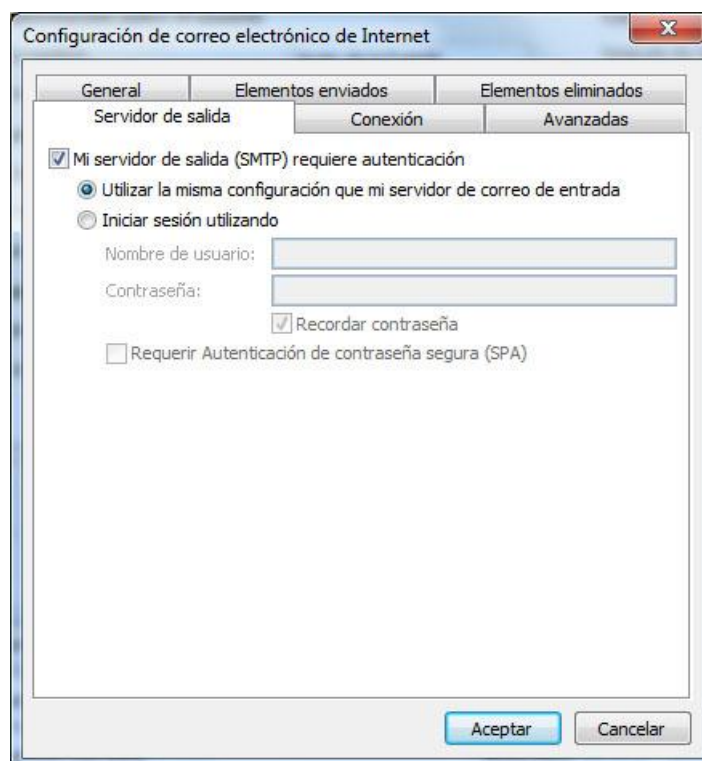 Configuración de correo electrónico de Internet
General
Elementos enviados
Elementos eliminados
Servidor de salida
Conexión
Avanzadas
Mi servidor de salida (SMTP) requiere autenticación
Utilizar la misma configuración que mi servidor de correo de entrada
Iniciar sesión utilizando
Nombre de usuario:
Contraseña:
Recordar contraseña
Requerir Autenticación de contraseña segura (SPA)
Aceptar
Cancelar